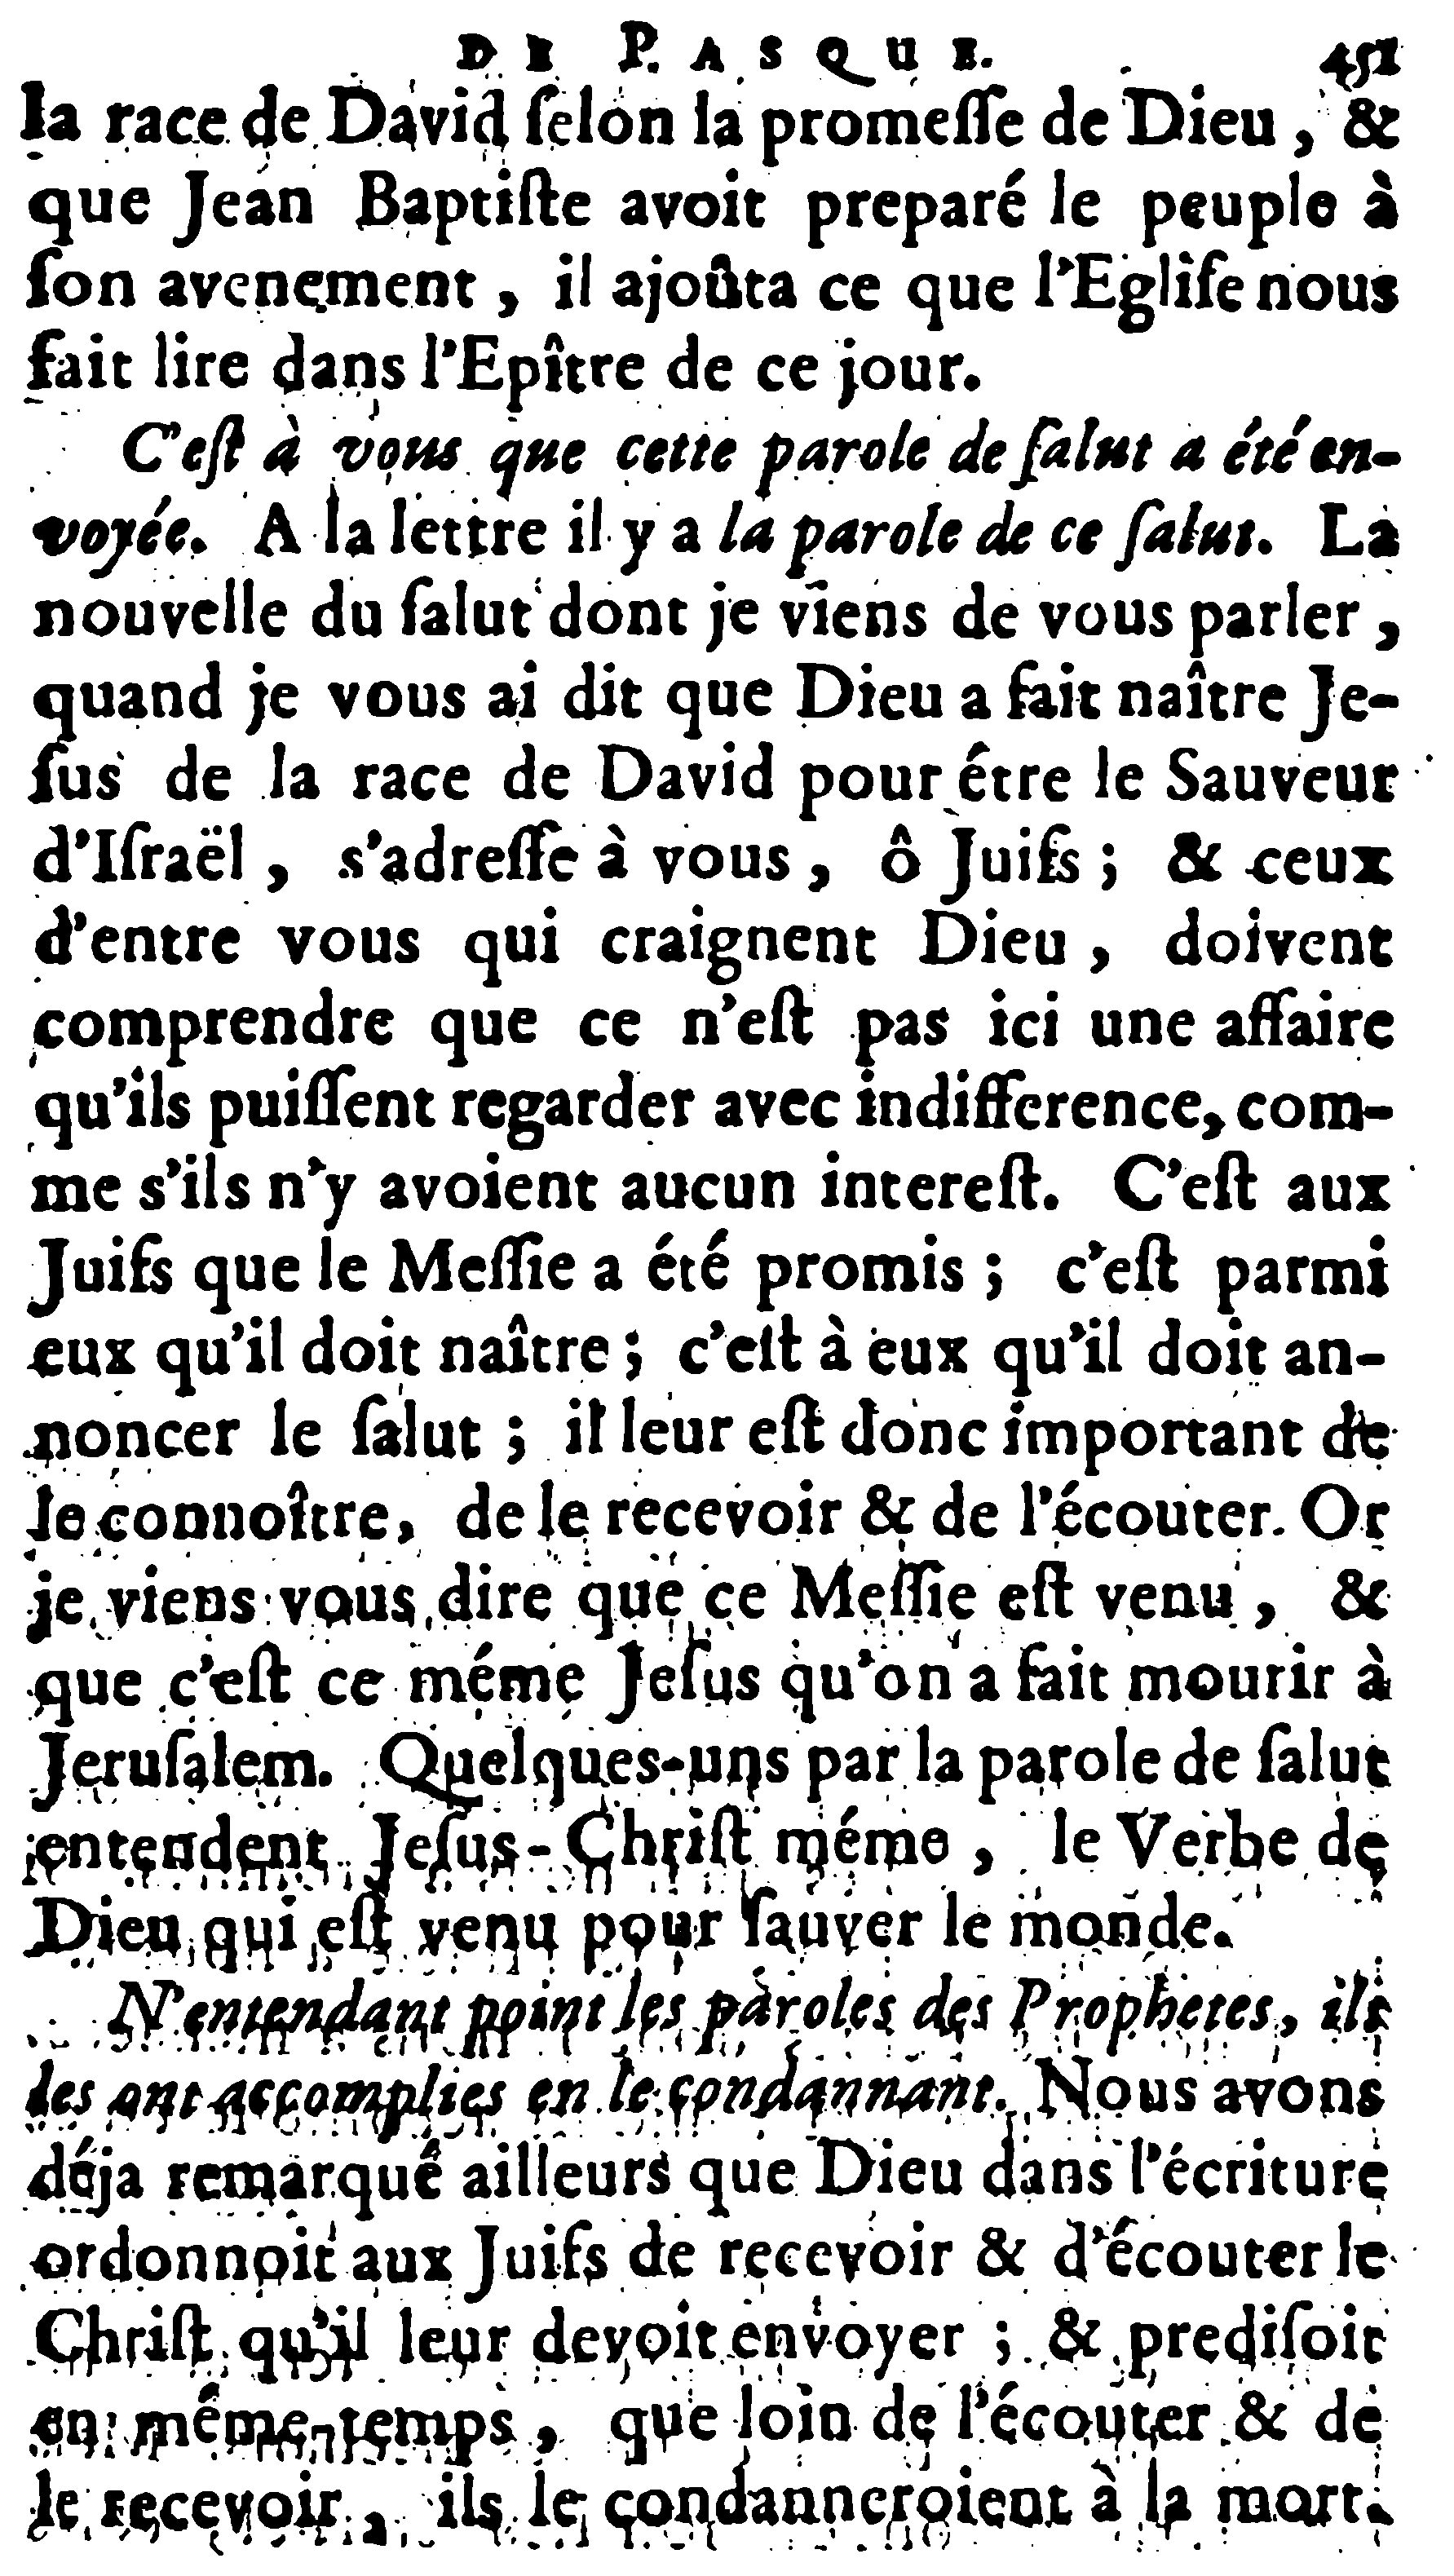 DE PASQUE. 451
la race de David ſelon la promeſſe de Dieu, &
que Jean Baptiſte avoit preparé le peuple à
ſon avenement, il ajoûta ce que l'Egliſe nous
fait lire dans l'Epître de ce jour.
C'eſt à vous que cette parole de ſalut a été en-
voyée. A la lettre il y a la parole de ce ſalut. La
nouvelle du ſalut dont je viens de vous parler,
quand je vous ai dit que Dieu a fait naître Je-
ſus de la race de David pour étre le Sauveur
d'Iſraël, s'adreſſe à vous, ô Juifs; & ceux
d'entre vous qui craignent Dieu, doivent
comprendre que ce n'eſt pas ici une affaire
qu'ils puiſſent regarder avec indifference, com-
me s'ils n'y avoient aucun intereſt. C'eſt aux
Juifs que le Meſſie a été promis; c'eſt parmi
eux qu'il doit naître; c'eſt à eux qu'il doit an-
noncer le ſalut; il leur eſt donc important de
le connoître, de le recevoir & de l'écouter. Or
je viens vous dire que ce Meſſie eſt venu, &
que c'eſt ce méme Jeſus qu'on a fait mourir à
Jeruſalem. Quelques-uns par la parole de ſalut
entendent Jeſus-Chriſt méme, le Verbe de
Dieu qui eſt venu pour ſauver le monde.
N'entendant point les paroles des Prophetes, ils
les ont accomplies en le condannant. Nous avons
déja remarqué ailleurs que Dieu dans l'écriture
ordonnoit aux Juifs de recevoir & d'écouter le
Chriſt qu'il leur devoit envoyer; & prediſoit
en méme-temps, que loin de l'écouter & de
le recevoir, ils le condanneroient à la mort.